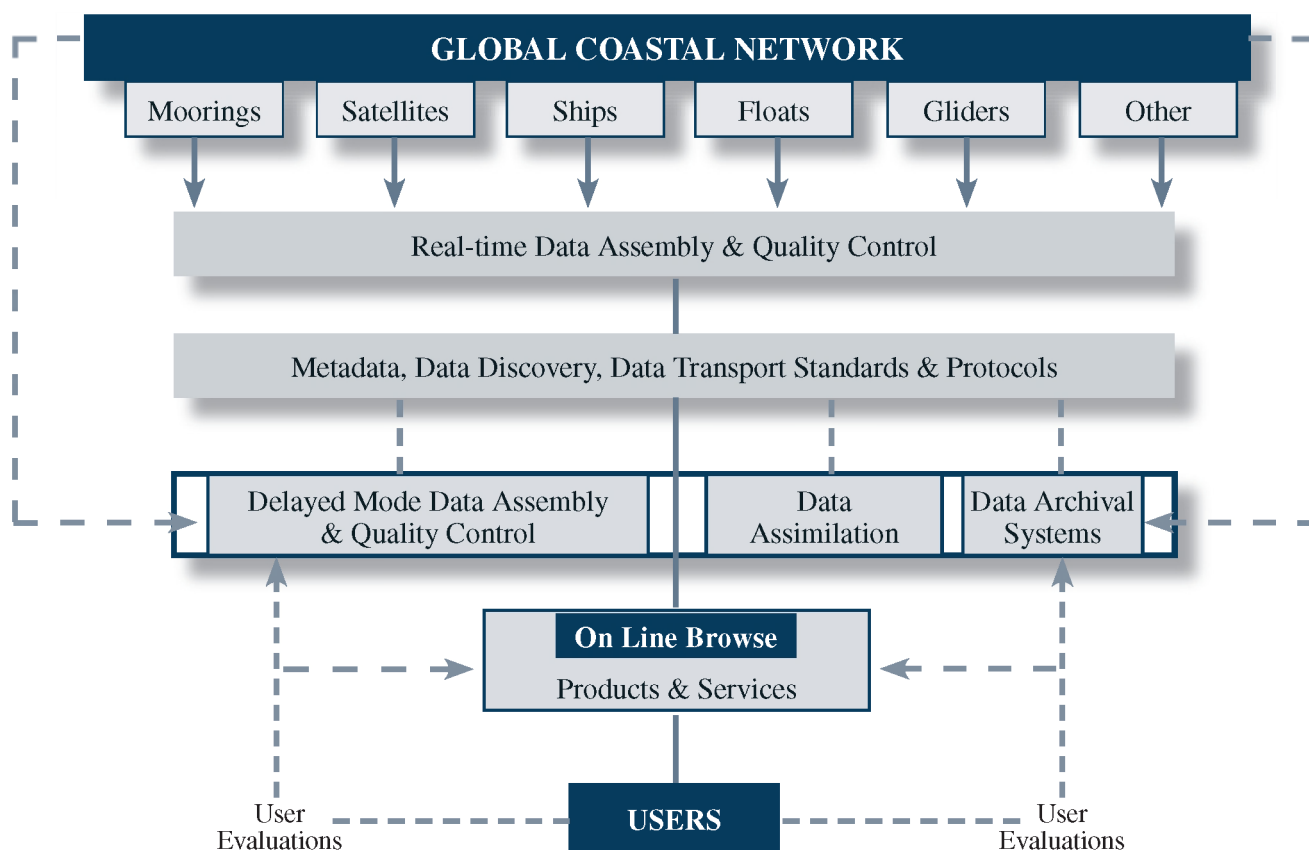 GLOBAL COASTAL NETWORK
Moorings
Satellites
Ships
Floats
Gliders
Other
Real-time Data Assembly & Quality Control
Metadata, Data Discovery, Data Transport Standards & Protocols
Delayed Mode Data Assembly
& Quality Control
Data
Assimilation
Data Archival
Systems
On Line Browse
Products & Services
USERS
User
Evaluations
User
Evaluations